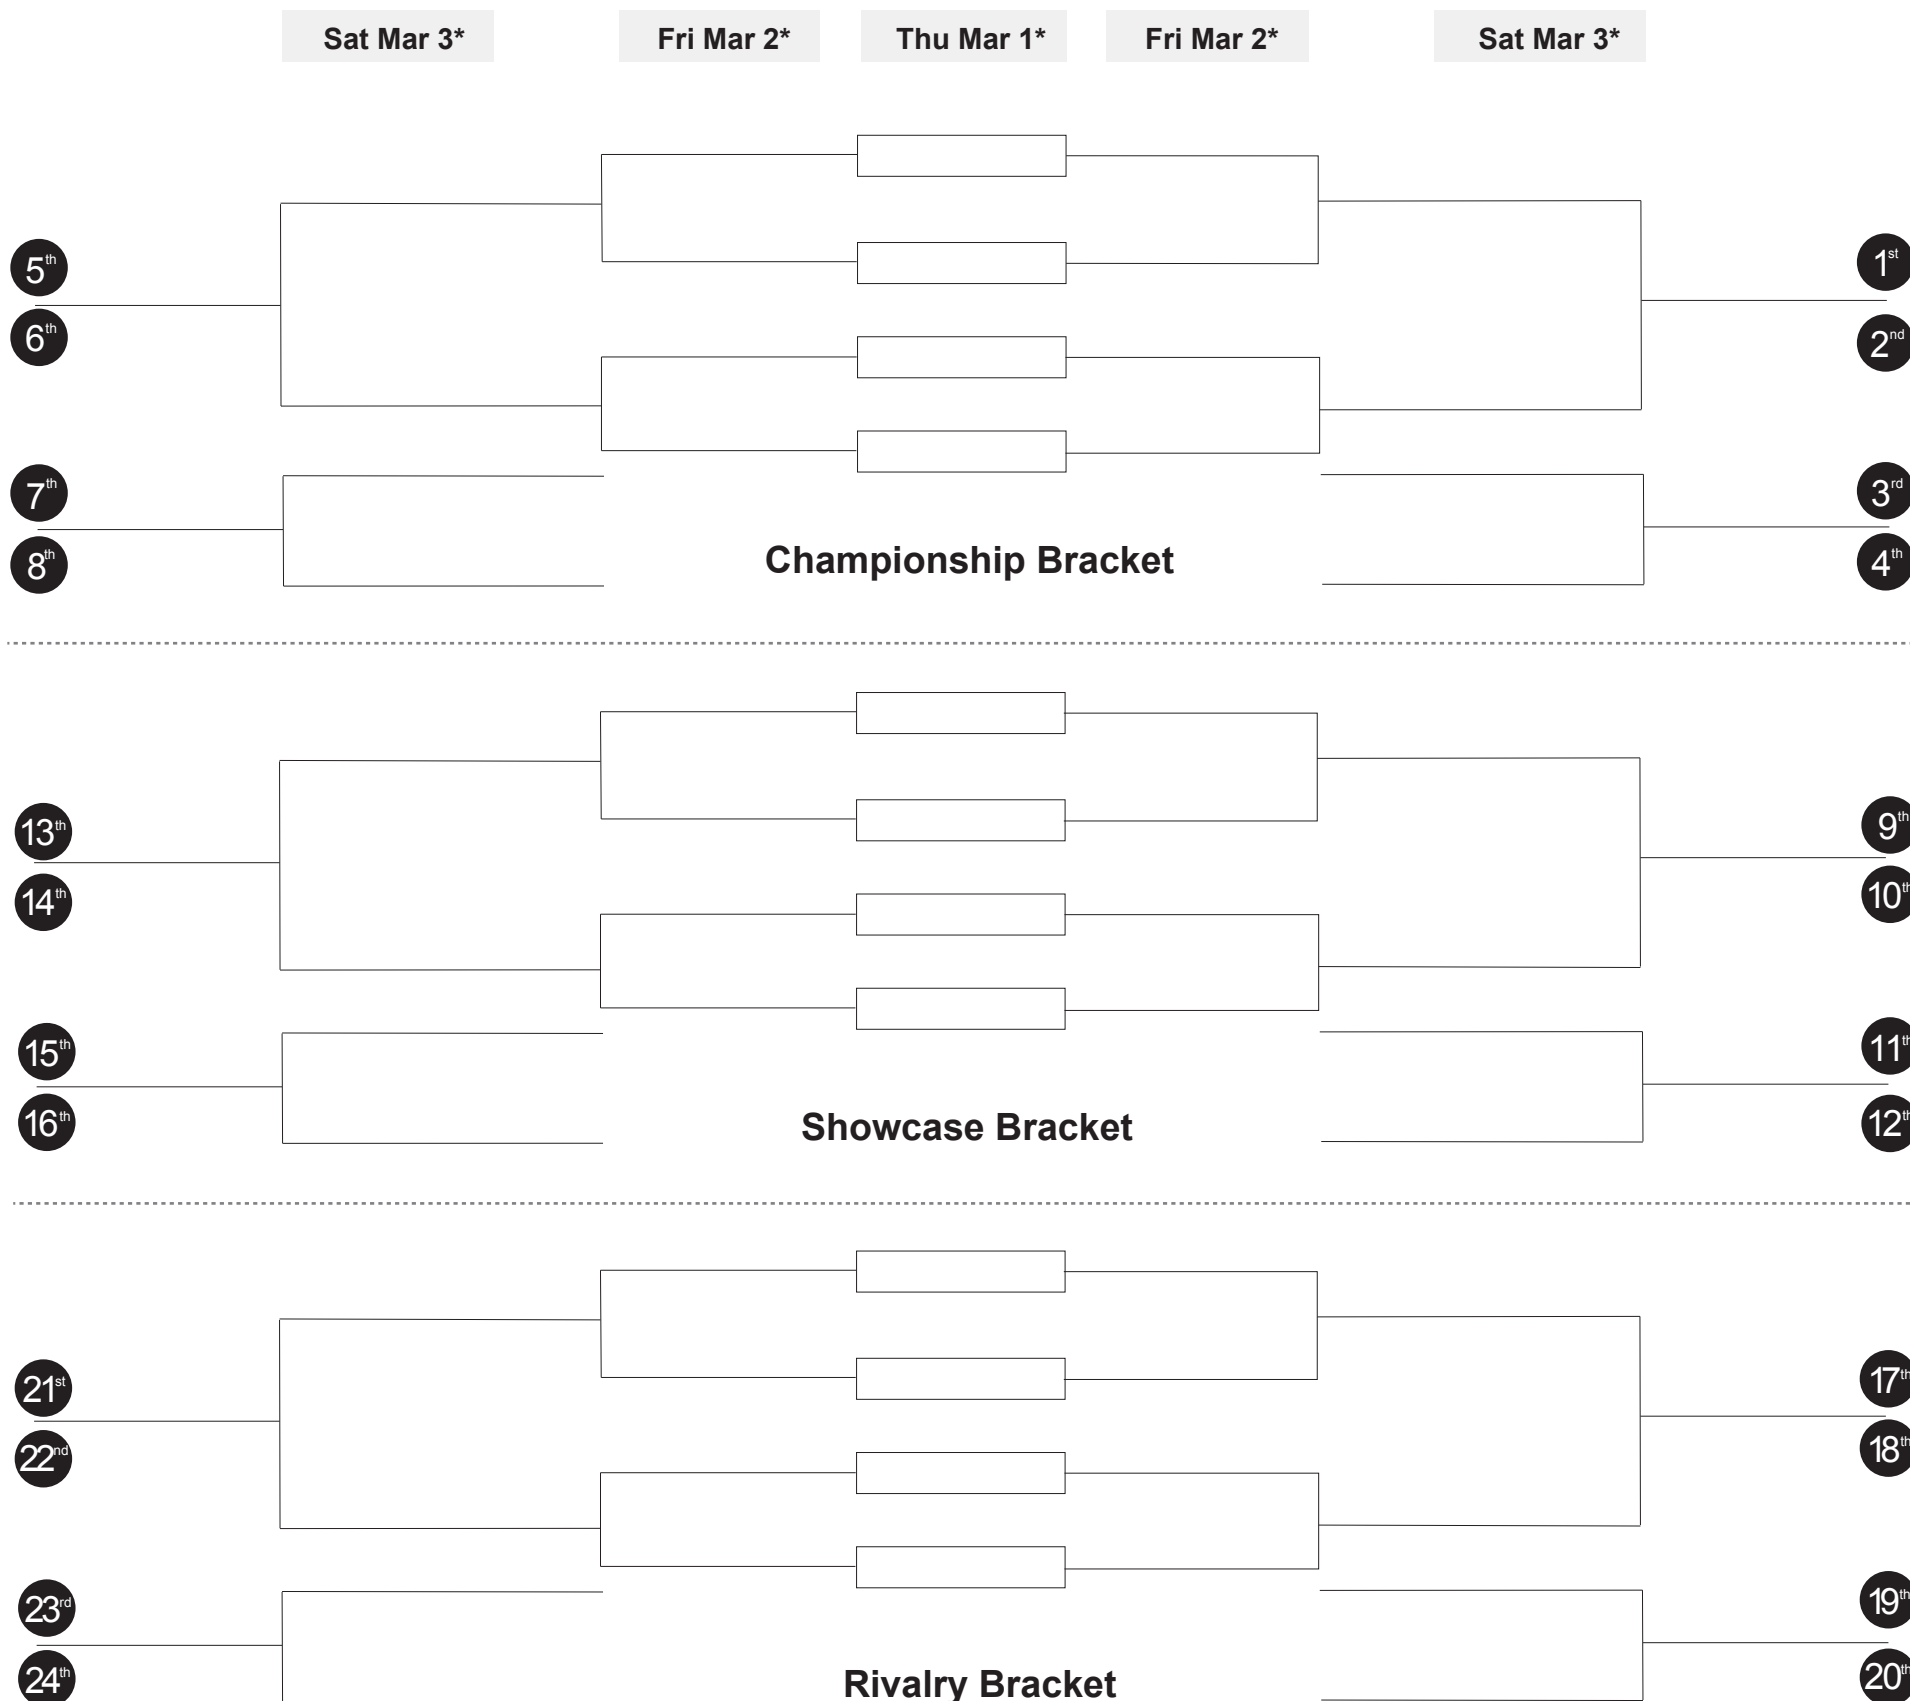 Sat Mar 3* Fri Mar 2* Thu Mar 1* Fri Mar 2* Sat Mar 3*
5th 1st
6th 2nd
7th 3rd
8th 4th
Championship Bracket
13th 9th
14th 10th
15th 11th
16th 12th
Showcase Bracket
21st 17th
22nd 18th
23rd 19th
24th 20th
Rivalry Bracket